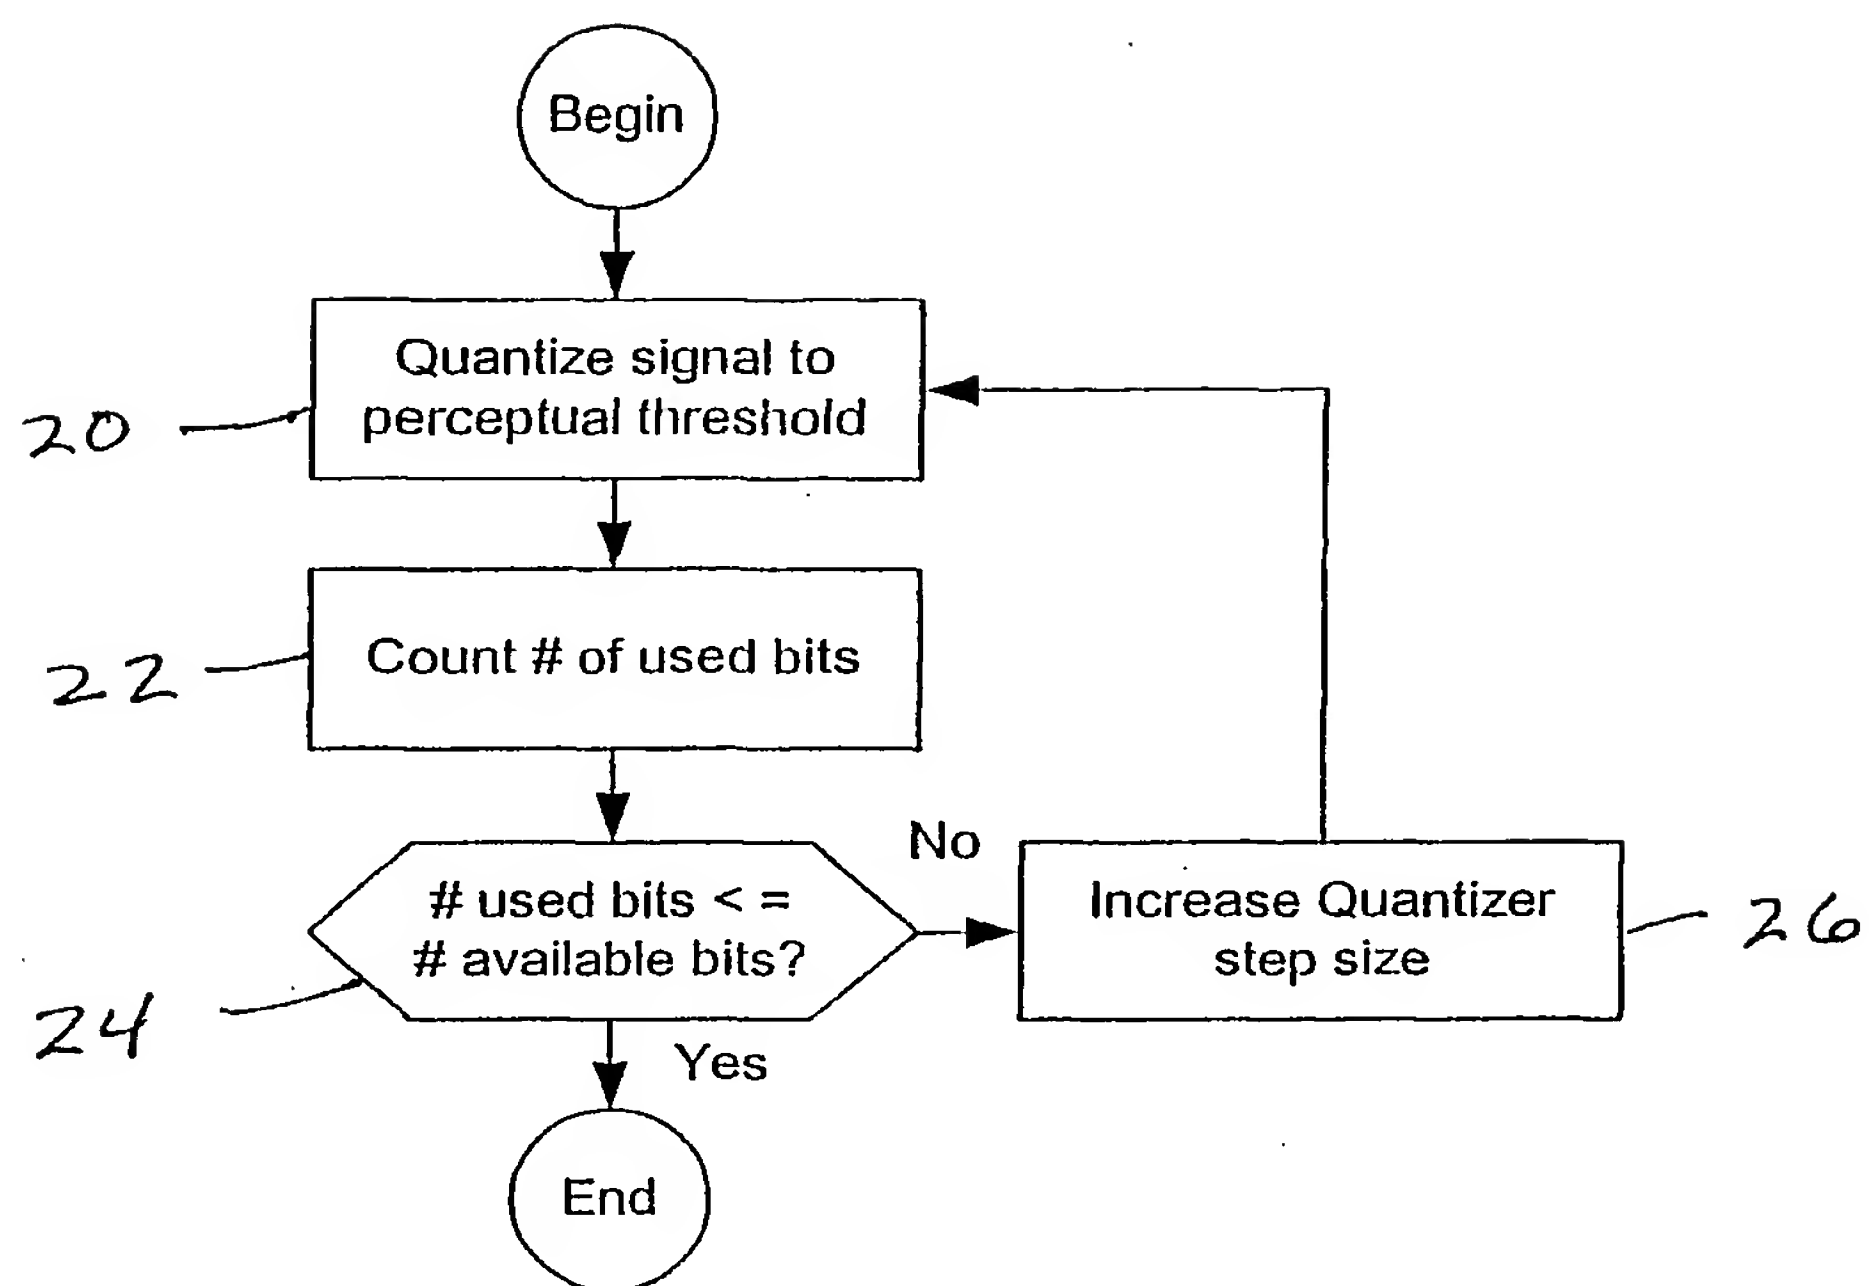 Begin
Quantize signal to
perceptual threshold
20
Count # of used bits
22
# used bits < =
# available bits?
24
No
Increase Quantizer
step size
26
Yes
End